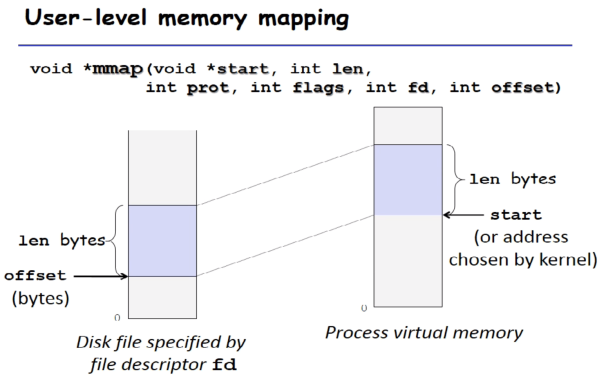 User-level memory mapping
void *mmap(void *start, int len,
int prot, int flags, int fd, int offset)
len bytes
start
(or address
chosen by kernel)
len bytes
offset
(bytes)
0
0
Process virtual memory
Disk file specified by
file descriptor fd